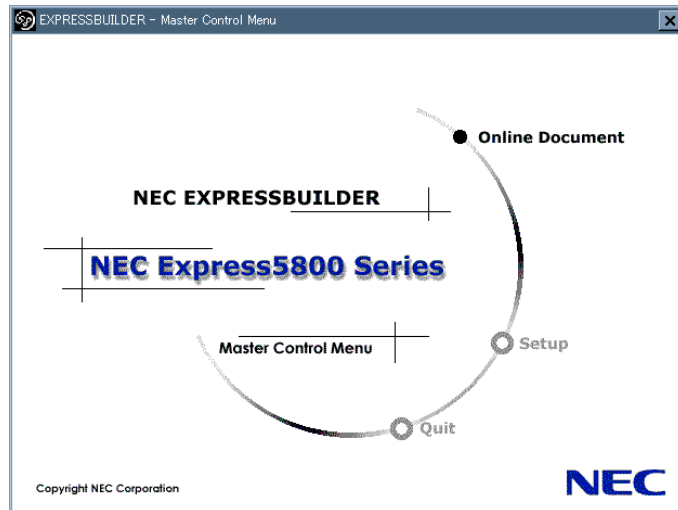 EXPRESSBUILDER - Master Control Menu
Online Document
NEC EXPRESSBUILDER
NEC Express5800 Series
Setup
Master Control Menu
Quit
Copyright NEC Corporation
NEC